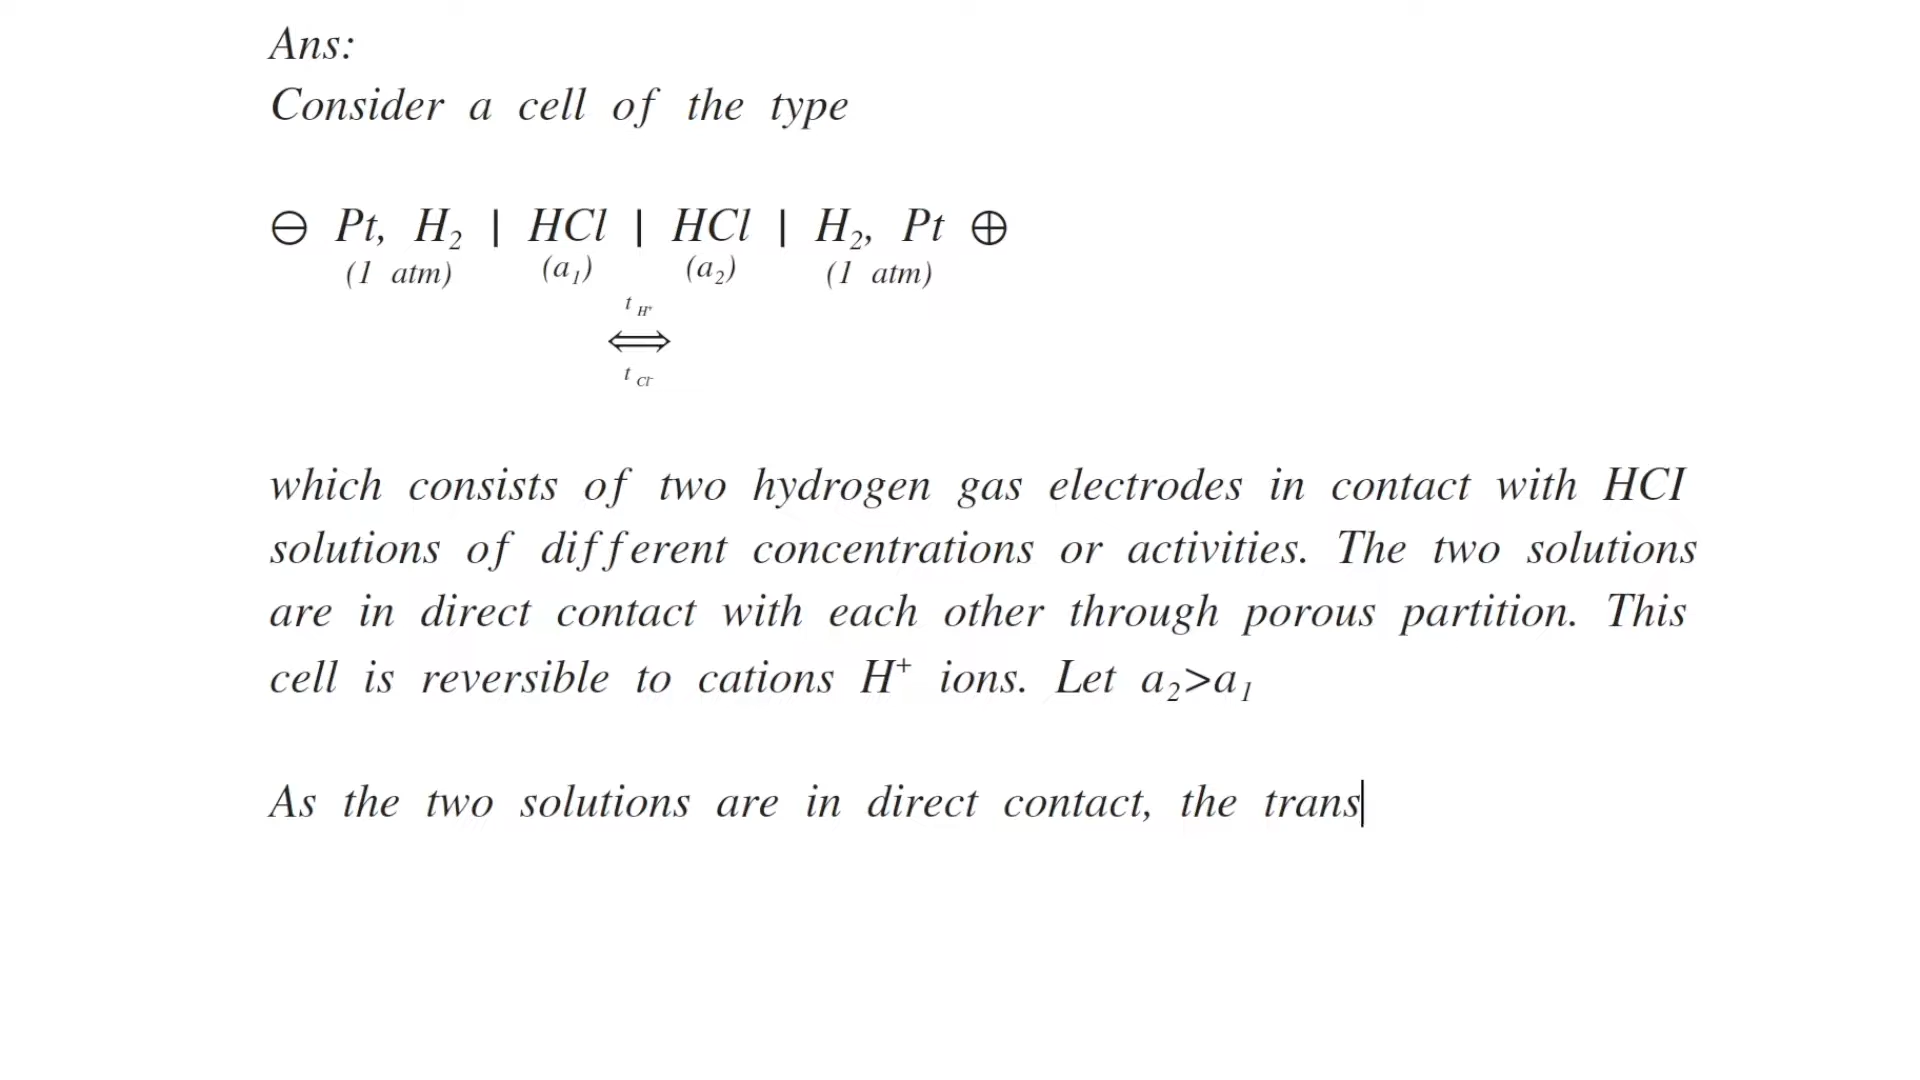 Ans:
Consider a cell of the type
⊖ Pt, H₂ | HCl | HCl | H₂, Pt ⊕
(1 atm) (a₁) (a₂) (1 atm)
t H⁺
⟺
t Cl⁻
which consists of two hydrogen gas electrodes in contact with HCI
solutions of different concentrations or activities. The two solutions
are in direct contact with each other through porous partition. This
cell is reversible to cations H⁺ ions. Let a₂>a₁
As the two solutions are in direct contact, the trans